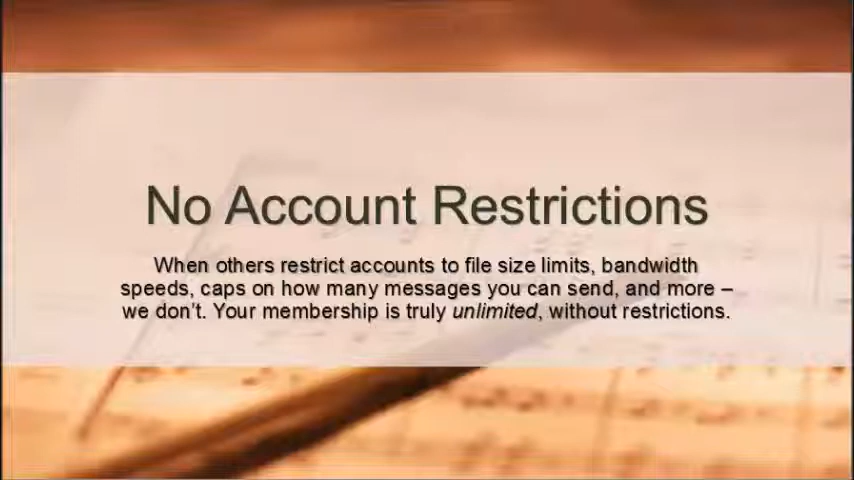 No Account Restrictions
When others restrict accounts to file size limits, bandwidth
speeds, caps on how many messages you can send, and more –
we don't. Your membership is truly unlimited, without restrictions.